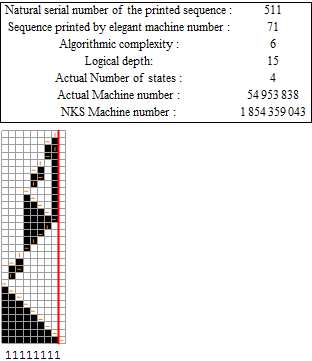 Natural serial number of the printed sequence : 511
Sequence printed by elegant machine number : 71
Algorithmic complexity : 6
Logical depth: 15
Actual Number of states : 4
Actual Machine number : 54 953 838
NKS Machine number : 1 854 359 043
11111111